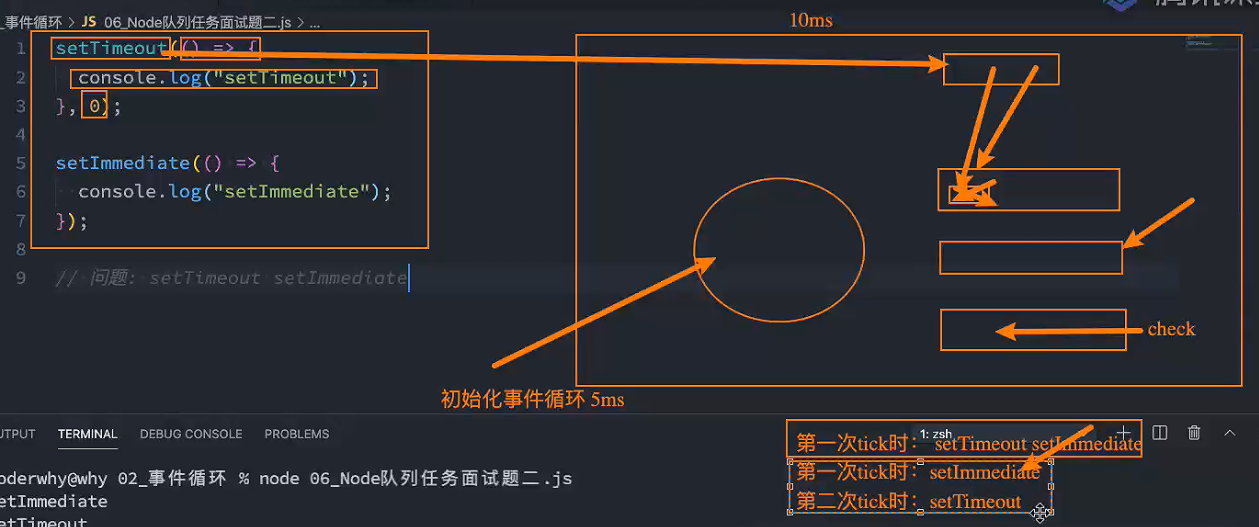 事件循环 > JS 06_Node队列任务面试题二.js > ...
10ms
1 setTimeout(() => {
2 console.log("setTimeout");
3 }, 0);
4
5 setImmediate(() => {
6 console.log("setImmediate");
7 });
8
9 // 问题: setTimeout setImmediate
check
初始化事件循环 5ms
UTPUT TERMINAL DEBUG CONSOLE PROBLEMS 1: zsh
第一次tick时： setTimeout setImmediate
第一次tick时： setImmediate
第二次tick时： setTimeout
oderwhy@why 02_事件循环 % node 06_Node队列任务面试题二.js
etImmediate
etTimeout